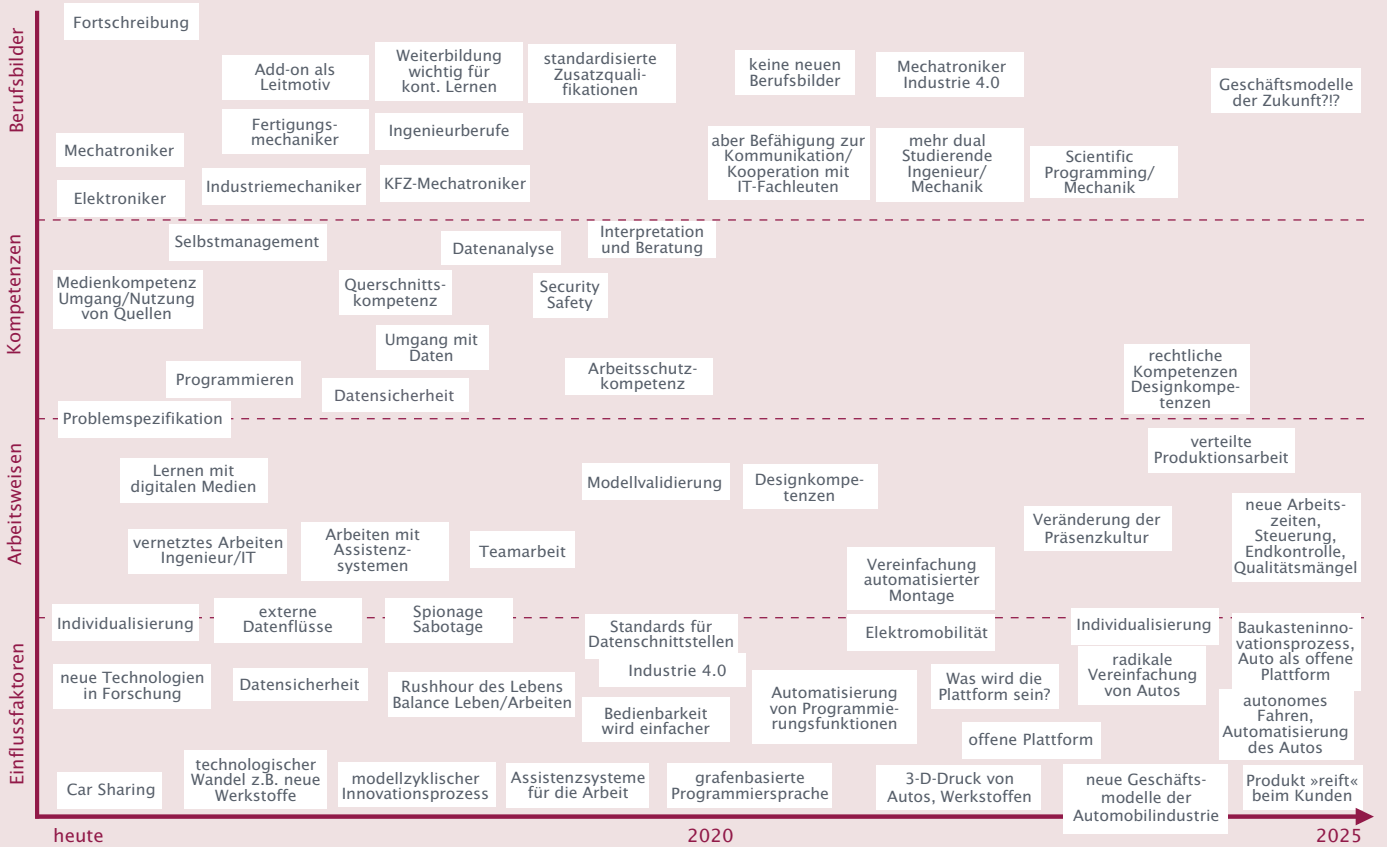 Berufsbilder
Fortschreibung
Add-on als
Leitmotiv
Weiterbildung
wichtig für
kont. Lernen
standardisierte
Zusatzquali-
fikationen
keine neuen
Berufsbilder
Mechatroniker
Industrie 4.0
Geschäftsmodelle
der Zukunft?!?
Mechatroniker
Fertigungs-
mechaniker
Ingenieurberufe
aber Befähigung zur
Kommunikation/
Kooperation mit
IT-Fachleuten
mehr dual
Studierende
Ingenieur/
Mechanik
Scientific
Programming/
Mechanik
Elektroniker
Industriemechaniker
KFZ-Mechatroniker
Kompetenzen
Selbstmanagement
Datenanalyse
Interpretation
und Beratung
Medienkompetenz
Umgang/Nutzung
von Quellen
Querschnitts-
kompetenz
Security
Safety
Umgang mit
Daten
Programmieren
Datensicherheit
Arbeitsschutz-
kompetenz
rechtliche
Kompetenzen
Designkompe-
tenzen
Problemspezifikation
Arbeitsweisen
verteilte
Produktionsarbeit
Lernen mit
digitalen Medien
Modellvalidierung
Designkompe-
tenzen
vernetztes Arbeiten
Ingenieur/IT
Arbeiten mit
Assistenz-
systemen
Teamarbeit
Veränderung der
Präsenzkultur
neue Arbeits-
zeiten,
Steuerung,
Endkontrolle,
Qualitätsmängel
Vereinfachung
automatisierter
Montage
Einflussfaktoren
Individualisierung
externe
Datenflüsse
Spionage
Sabotage
Standards für
Datenschnittstellen
Elektromobilität
Individualisierung
Baukasteninno-
vationsprozess,
Auto als offene
Plattform
neue Technologien
in Forschung
Datensicherheit
Rushhour des Lebens
Balance Leben/Arbeiten
Industrie 4.0
Bedienbarkeit
wird einfacher
Automatisierung
von Programmie-
rungsfunktionen
Was wird die
Plattform sein?
radikale
Vereinfachung
von Autos
offene Plattform
autonomes
Fahren,
Automatisierung
des Autos
Car Sharing
technologischer
Wandel z.B. neue
Werkstoffe
modellzyklischer
Innovationsprozess
Assistenzsysteme
für die Arbeit
grafenbasierte
Programmiersprache
3-D-Druck von
Autos, Werkstoffen
neue Geschäfts-
modelle der
Automobilindustrie
Produkt »reift«
beim Kunden
heute
2020
2025